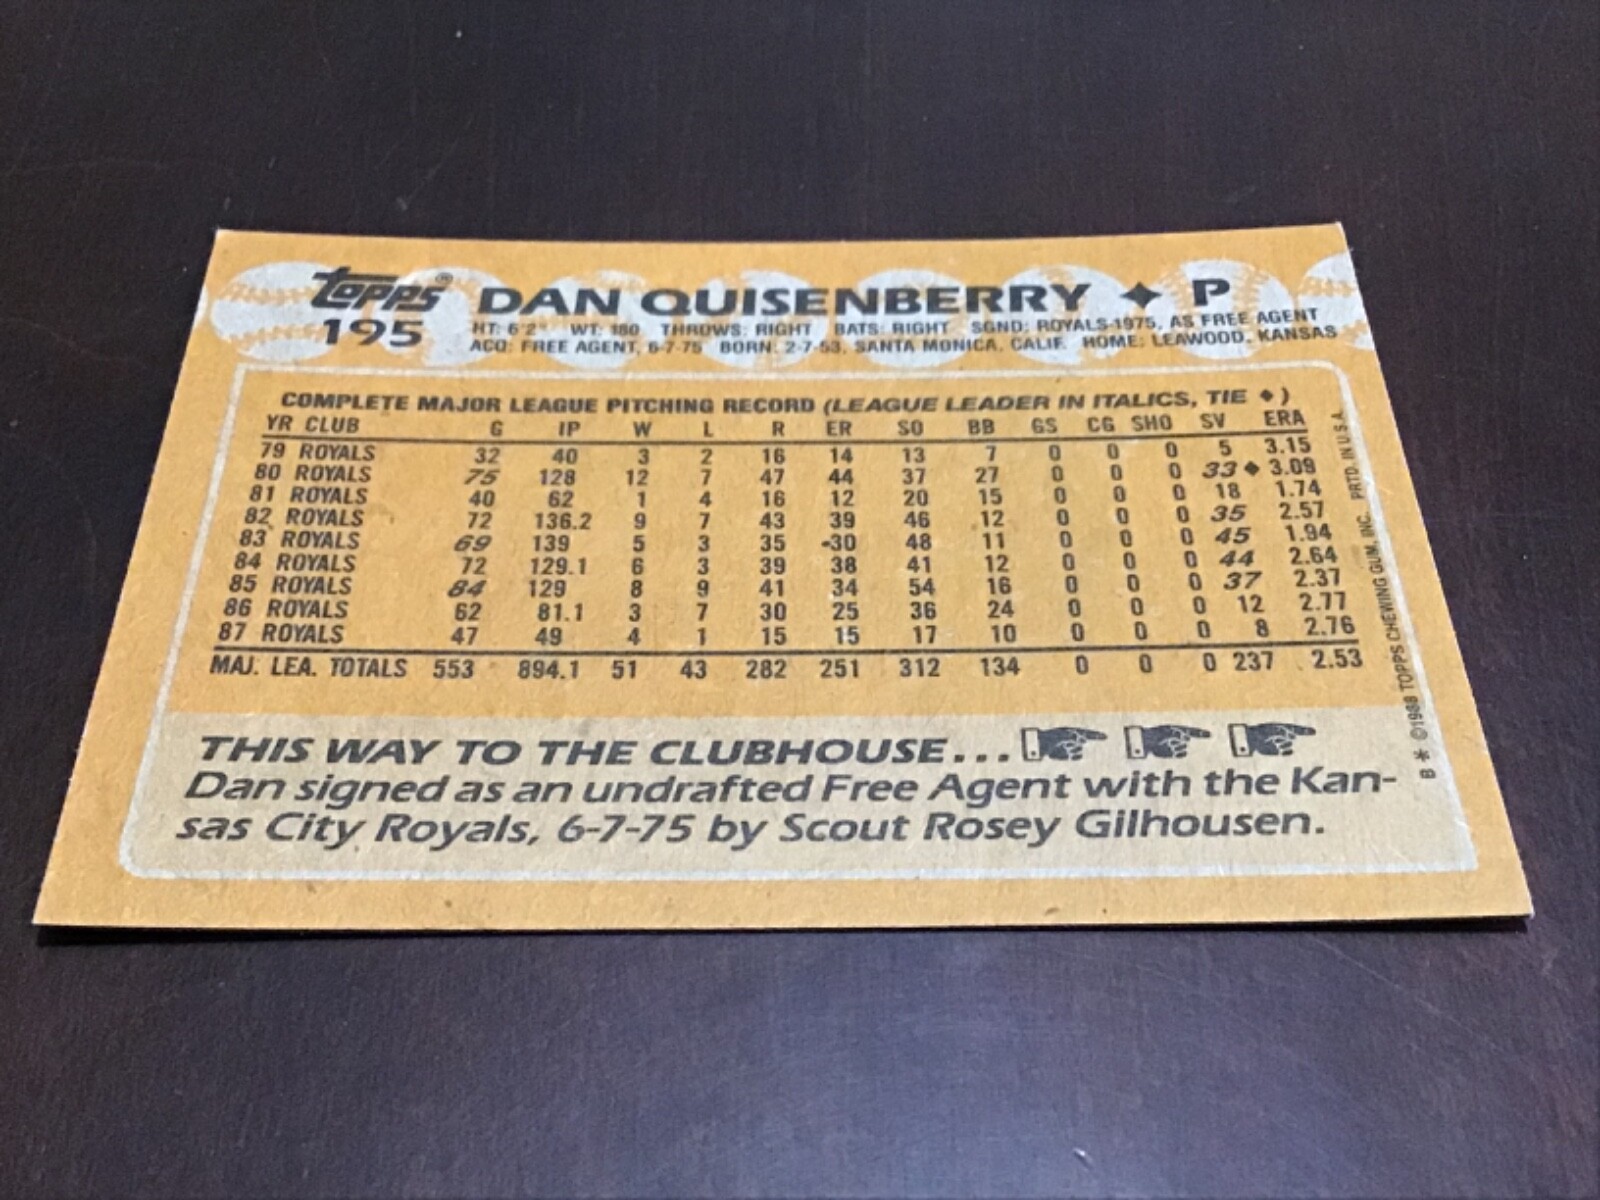 topps® DAN QUISENBERRY ✦ P
195 HT: 6'2" WT: 180 THROWS: RIGHT BATS: RIGHT SGND: ROYALS-1975, AS FREE AGENT
ACQ: FREE AGENT, 6-7-75 BORN: 2-7-53, SANTA MONICA, CALIF. HOME: LEAWOOD, KANSAS
COMPLETE MAJOR LEAGUE PITCHING RECORD (LEAGUE LEADER IN ITALICS, TIE ◆)
YR CLUB G IP W L R ER SO BB GS CG SHO SV ERA
79 ROYALS 32 40 3 2 16 14 13 7 0 0 0 5 3.15
80 ROYALS 75 128 12 7 47 44 37 27 0 0 0 33◆ 3.09
81 ROYALS 40 62 1 4 16 12 20 15 0 0 0 18 1.74
82 ROYALS 72 136.2 9 7 43 39 46 12 0 0 0 35 2.57
83 ROYALS 69 139 5 3 35 30 48 11 0 0 0 45 1.94
84 ROYALS 72 129.1 6 3 39 38 41 12 0 0 0 44 2.64
85 ROYALS 84 129 8 9 41 34 54 16 0 0 0 37 2.37
86 ROYALS 62 81.1 3 7 30 25 36 24 0 0 0 12 2.77
87 ROYALS 47 49 4 1 15 15 17 10 0 0 0 8 2.76
MAJ. LEA. TOTALS 553 894.1 51 43 282 251 312 134 0 0 0 237 2.53
THIS WAY TO THE CLUBHOUSE...
Dan signed as an undrafted Free Agent with the Kan-
sas City Royals, 6-7-75 by Scout Rosey Gilhousen.
B * ©1988 TOPPS CHEWING GUM, INC. PRTD. IN U.S.A.